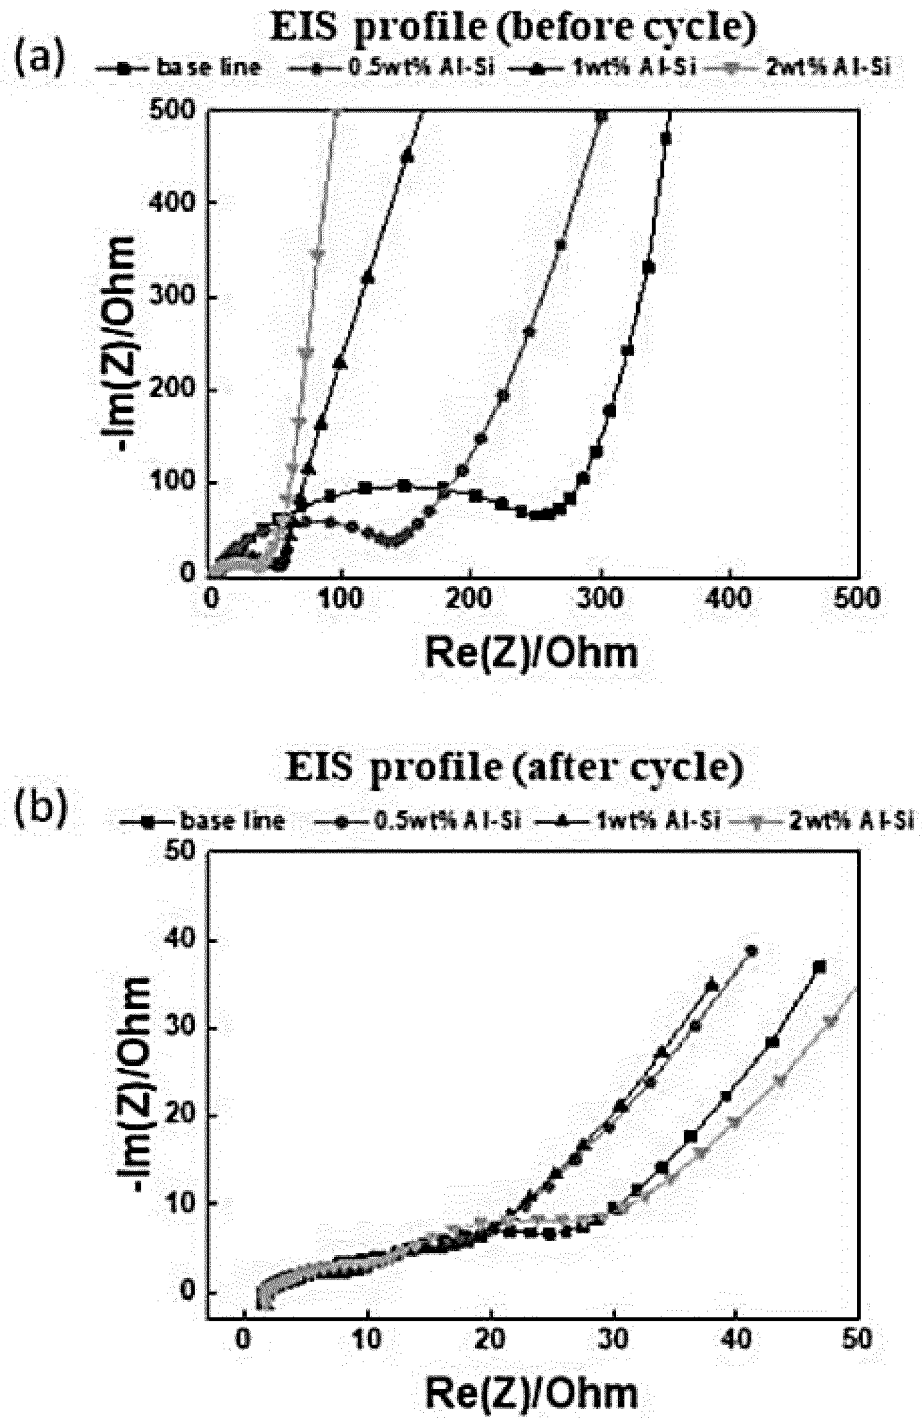 EIS profile (before cycle)
(a)
base line 0.5wt% Al-Si 1wt% Al-Si 2wt% Al-Si
500
400
300
200
100
0
-Im(Z)/Ohm
0 100 200 300 400 500
Re(Z)/Ohm
EIS profile (after cycle)
(b)
base line 0.5wt% Al-Si 1wt% Al-Si 2wt% Al-Si
50
40
30
20
10
0
-Im(Z)/Ohm
0 10 20 30 40 50
Re(Z)/Ohm